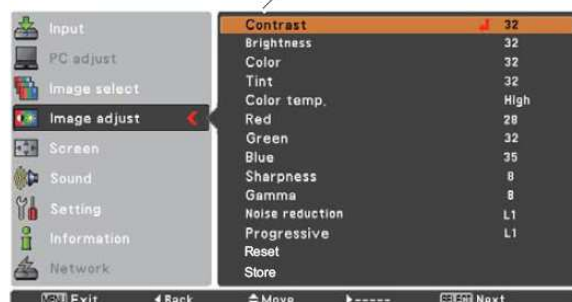 Input
PC adjust
Image select
Image adjust
Screen
Sound
Setting
Information
Network
Contrast 32
Brightness 32
Color 32
Tint 32
Color temp. High
Red 28
Green 32
Blue 35
Sharpness 8
Gamma 8
Noise reduction L1
Progressive L1
Reset
Store
MENU Exit ◀Back ◆Move ▶----- Next